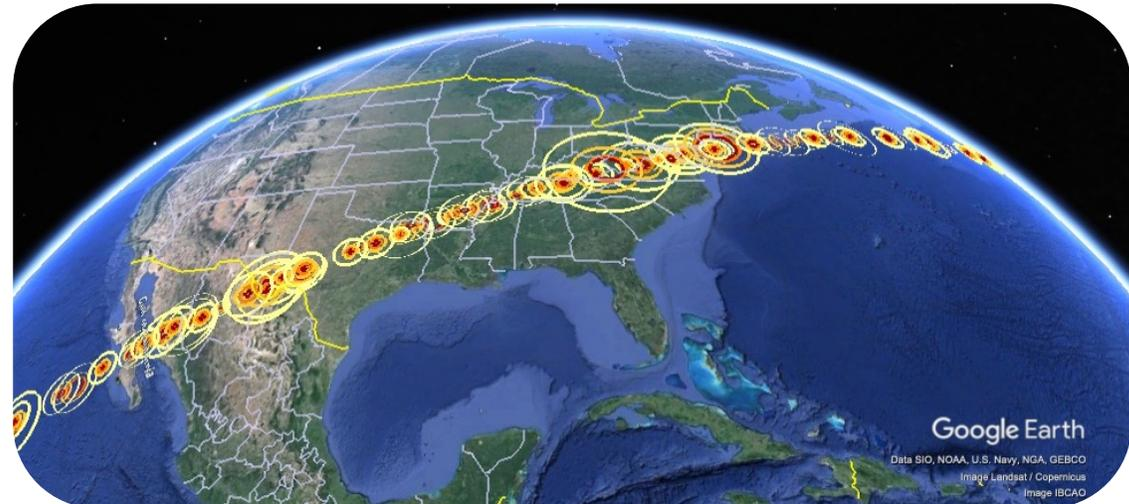 Google Earth
Data SIO, NOAA, U.S. Navy, NGA, GEBCO
Image Landsat / Copernicus
Image IBCAO